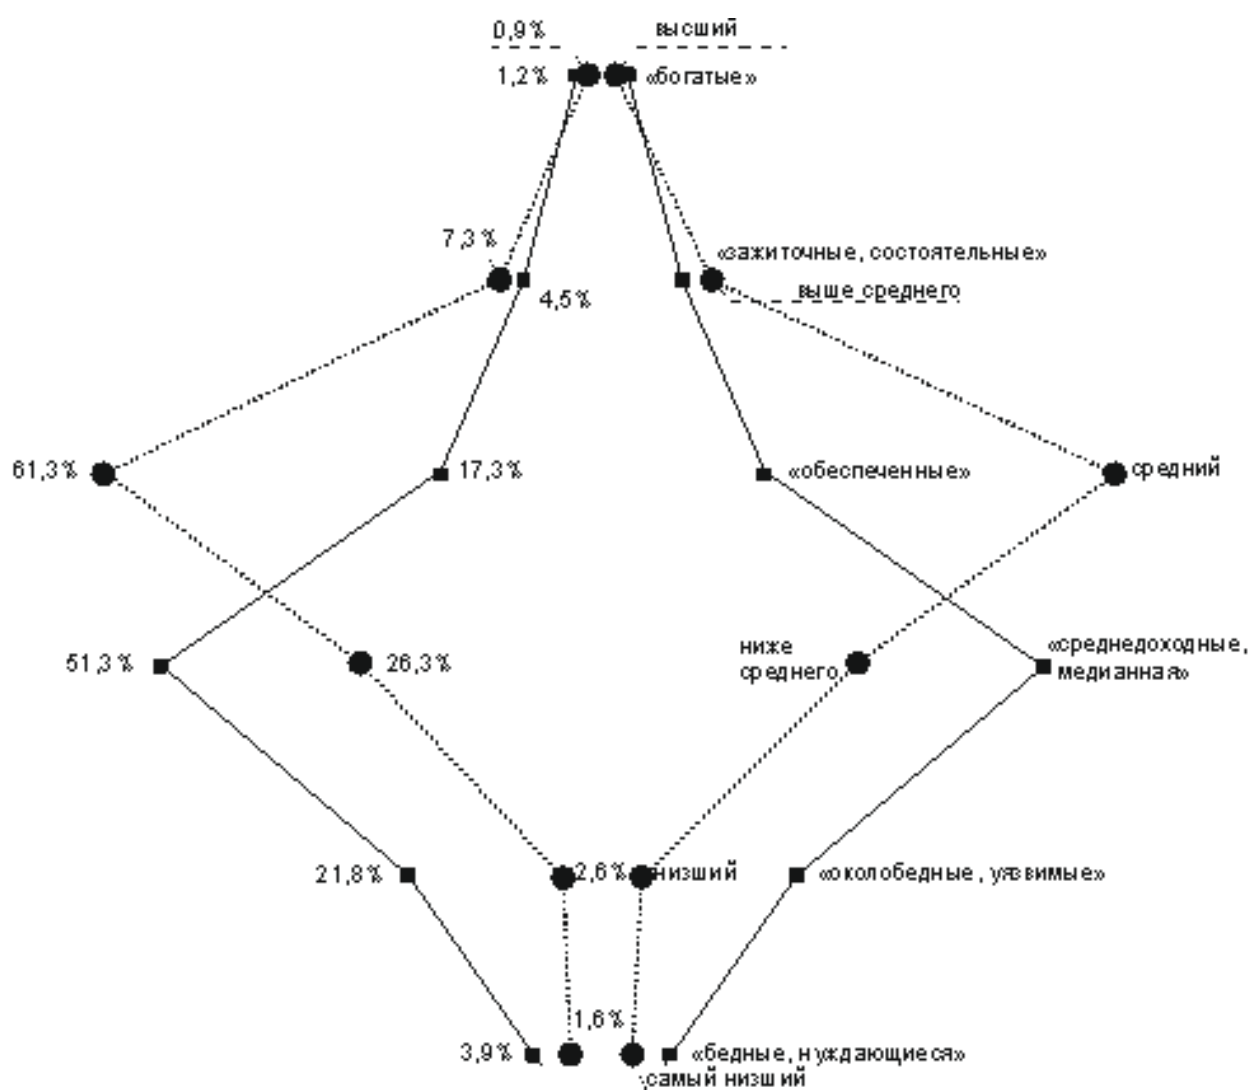 0,9% высший
1,2% «богатые»
7,3% «зажиточные, состоятельные»
4,5% выше среднего
61,3% 17,3% «обеспеченные» средний
51,3% 26,3% ниже «среднедоходные,
среднего медианная»
21,8% 2,6% низший «околобедные, уязвимые»
1,6%
3,9% «бедные, нуждающиеся»
самый низший